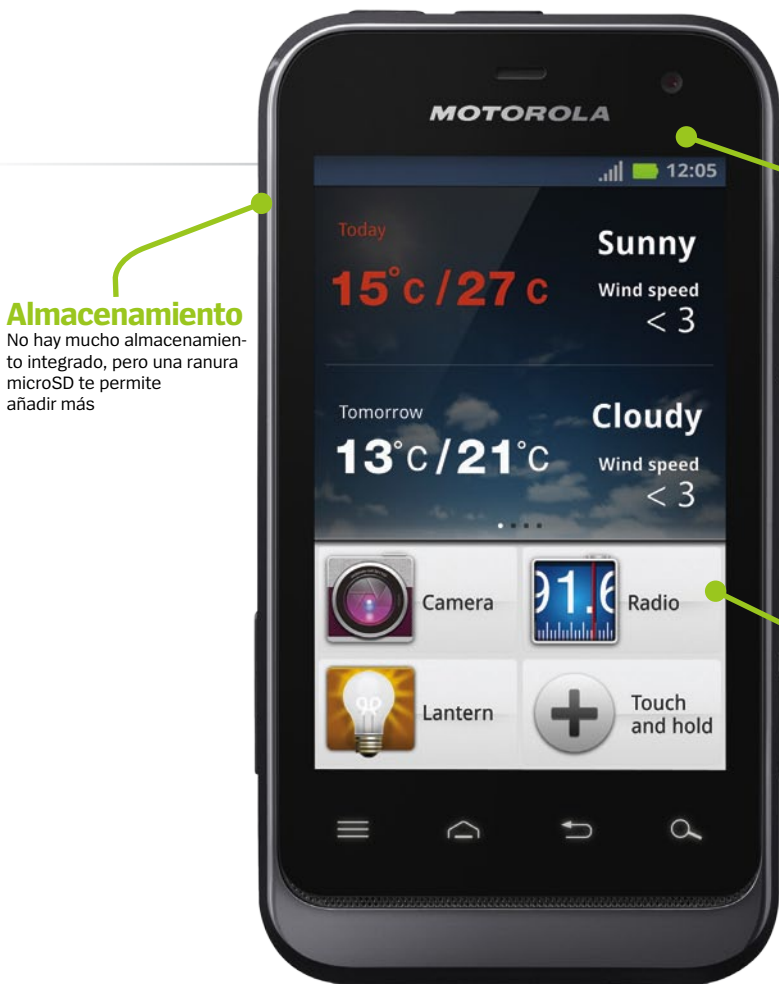 MOTOROLA
12:05
Today
Sunny
15°c / 27 c
Wind speed
< 3
Almacenamiento
No hay mucho almacenamien-
to integrado, pero una ranura
microSD te permite
añadir más
Tomorrow
Cloudy
13°c / 21°c
Wind speed
< 3
Camera
91.6
Radio
Lantern
Touch
and hold